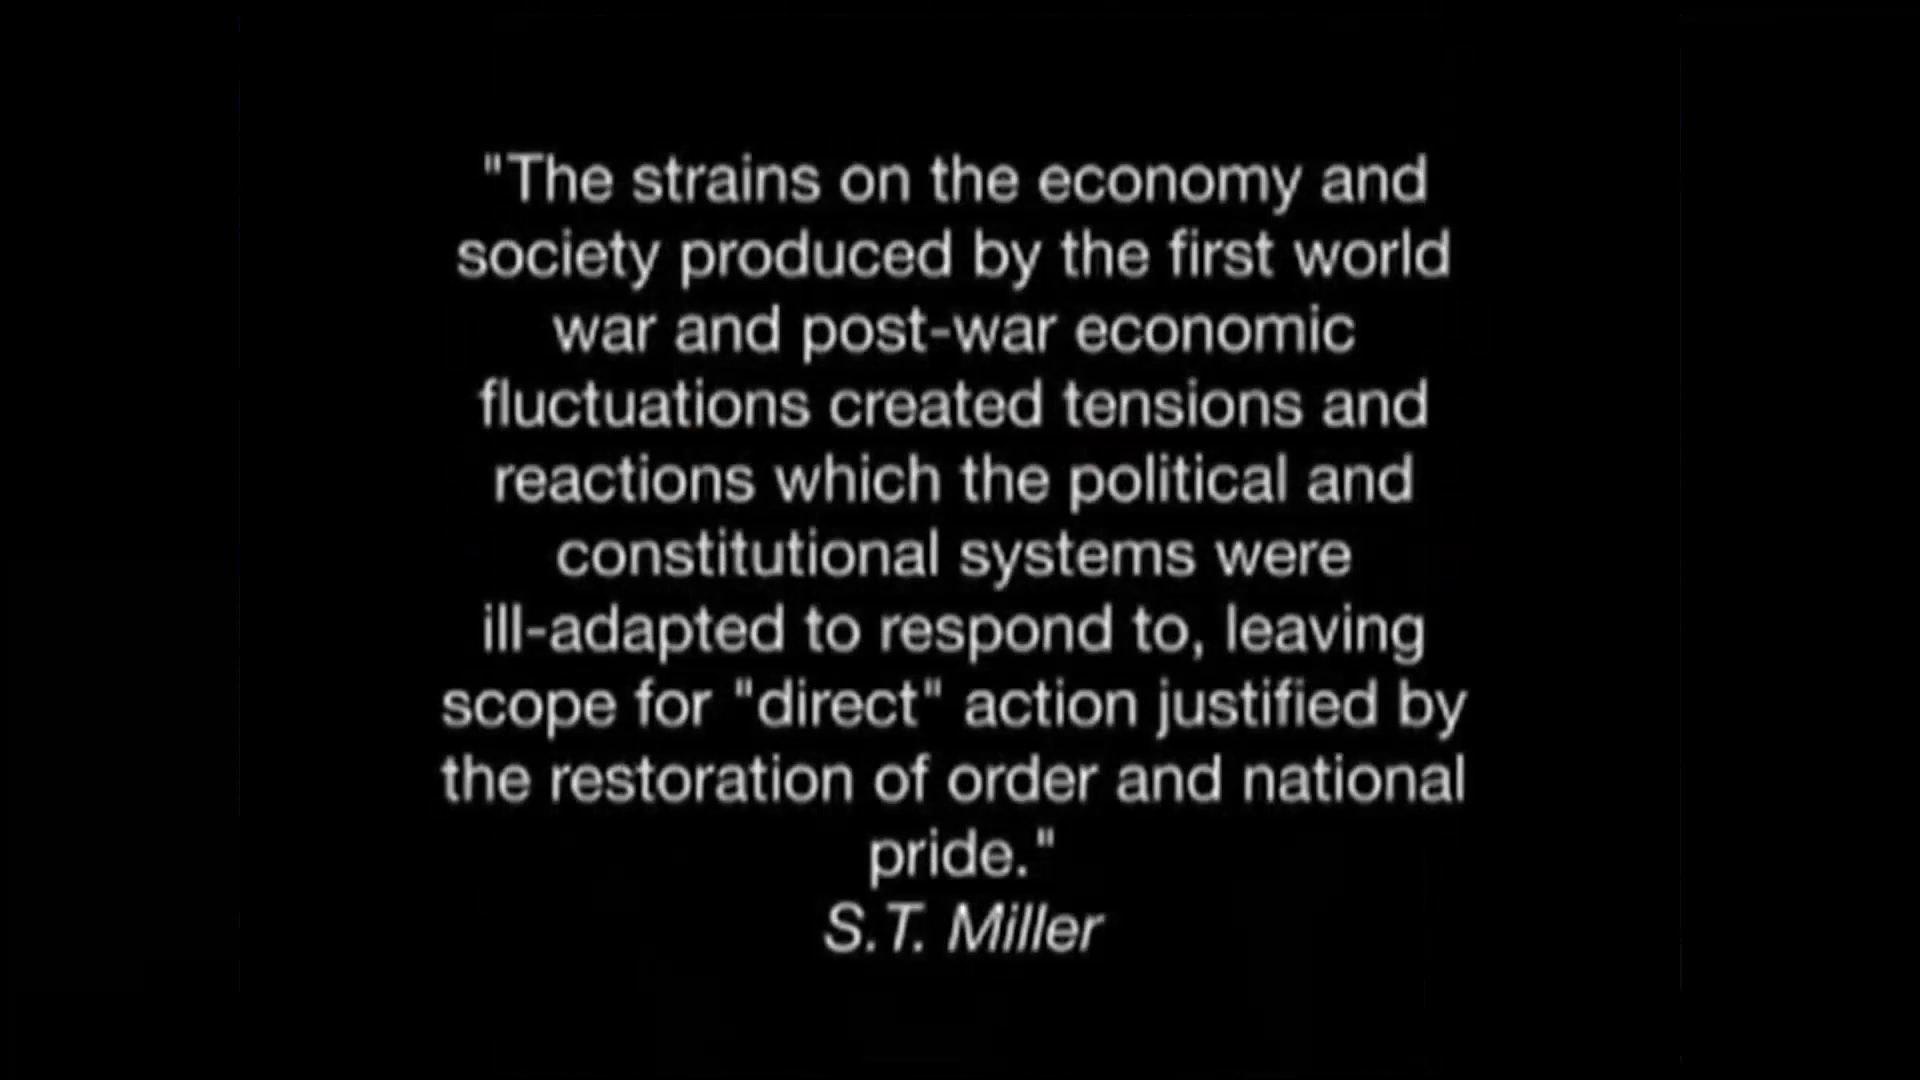 "The strains on the economy and
society produced by the first world
war and post-war economic
fluctuations created tensions and
reactions which the political and
constitutional systems were
ill-adapted to respond to, leaving
scope for "direct" action justified by
the restoration of order and national
pride."
S.T. Miller